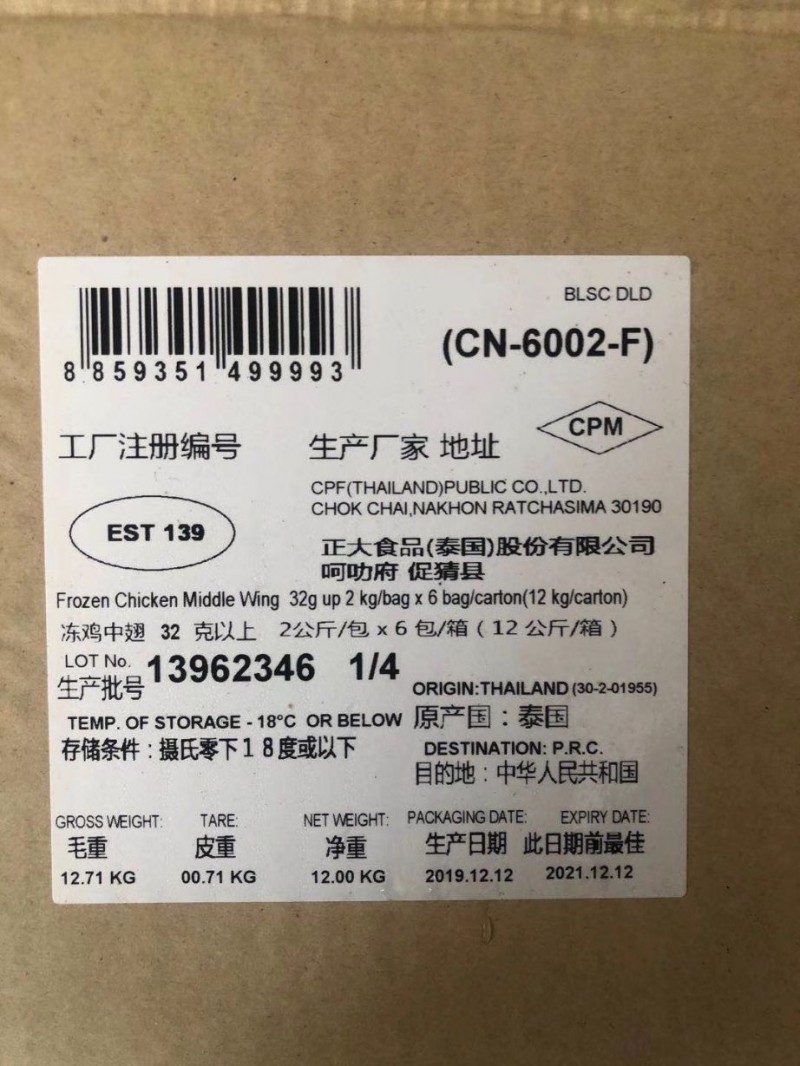 BLSC DLD
(CN-6002-F)
8 859351 499993
CPM
工厂注册编号
生产厂家 地址
CPF(THAILAND)PUBLIC CO.,LTD.
CHOK CHAI,NAKHON RATCHASIMA 30190
EST 139
正大食品(泰国)股份有限公司
呵叻府 促猜县
Frozen Chicken Middle Wing 32g up 2 kg/bag x 6 bag/carton(12 kg/carton)
冻鸡中翅 32 克以上 2公斤/包 x 6 包/箱 ( 12 公斤/箱 )
LOT No. 13962346 1/4
生产批号
ORIGIN:THAILAND (30-2-01955)
TEMP. OF STORAGE - 18°C OR BELOW
原产国：泰国
存储条件：摄氏零下１８度或以下
DESTINATION: P.R.C.
目的地：中华人民共和国
GROSS WEIGHT: TARE: NET WEIGHT: PACKAGING DATE: EXPIRY DATE:
毛重 皮重 净重 生产日期 此日期前最佳
12.71 KG 00.71 KG 12.00 KG 2019.12.12 2021.12.12